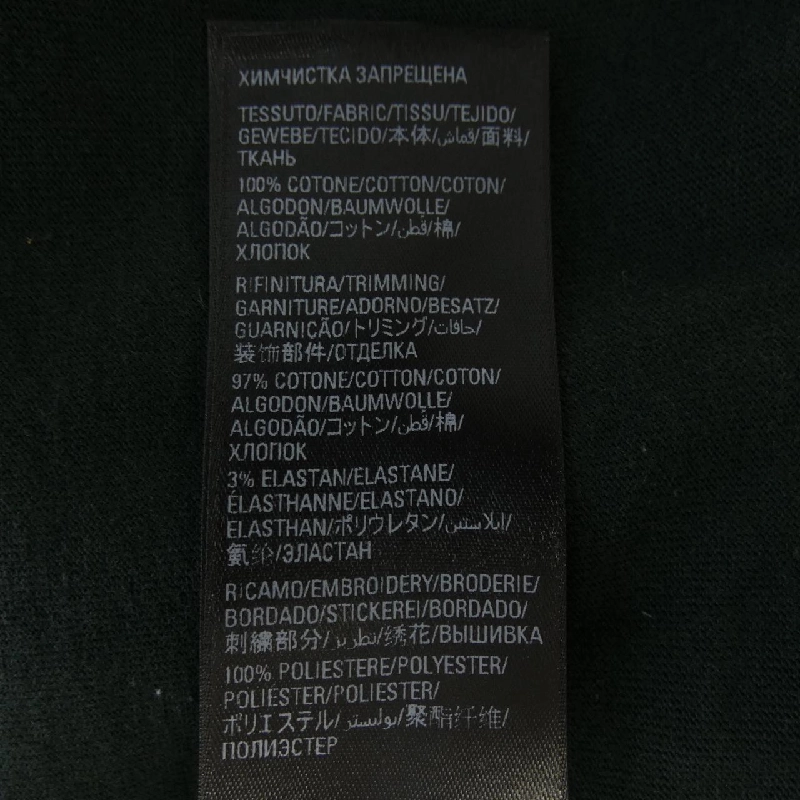 ХИМЧИСТКА ЗАПРЕЩЕНА
TESSUTO/FABRIC/TISSU/TEJIDO/
GEWEBE/TECIDO/本体/قماش/面料/
ТКАНЬ
100% COTONE/COTTON/COTON/
ALGODON/BAUMWOLLE/
ALGODÃO/コットン/قطن/棉/
ХЛОПОК
RIFINITURA/TRIMMING/
GARNITURE/ADORNO/BESATZ/
GUARNIÇÃO/トリミング/حافات/
装饰部件/ОТДЕЛКА
97% COTONE/COTTON/COTON/
ALGODON/BAUMWOLLE/
ALGODÃO/コットン/قطن/棉/
ХЛОПОК
3% ELASTAN/ELASTANE/
ÉLASTHANNE/ELASTANO/
ELASTHAN/ポリウレタン/ايلاستين/
氨纶/ЭЛАСТАН
RICAMO/EMBROIDERY/BRODERIE/
BORDADO/STICKEREI/BORDADO/
刺繍部分/تطريز/绣花/ВЫШИВКА
100% POLIESTERE/POLYESTER/
POLIÉSTER/POLIESTER/
ポリエステル/بوليستر/聚酯纤维/
ПОЛИЭСТЕР